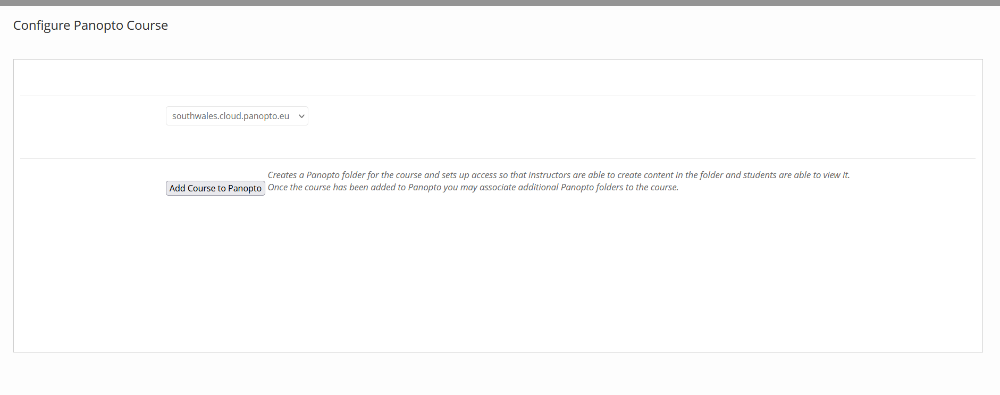 Configure Panopto Course
southwales.cloud.panopto.eu
Creates a Panopto folder for the course and sets up access so that instructors are able to create content in the folder and students are able to view it.
Add Course to Panopto Once the course has been added to Panopto you may associate additional Panopto folders to the course.